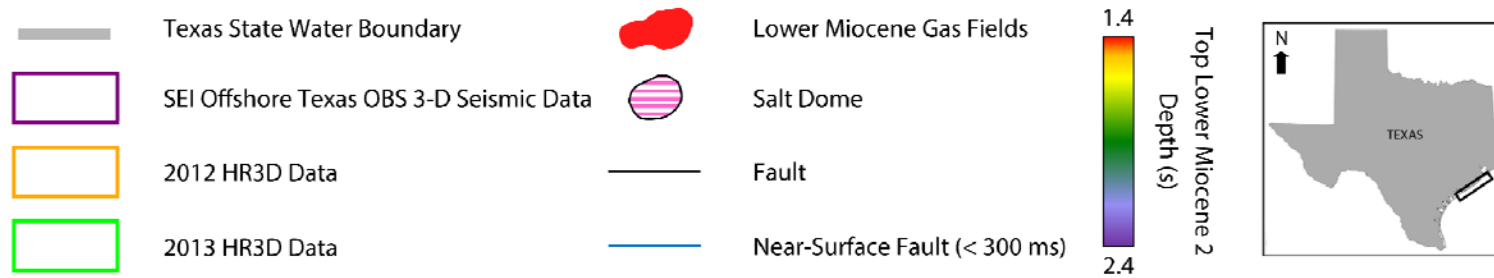 Texas State Water Boundary
SEI Offshore Texas OBS 3-D Seismic Data
2012 HR3D Data
2013 HR3D Data
Lower Miocene Gas Fields
Salt Dome
Fault
Near-Surface Fault (< 300 ms)
1.4
2.4
Top Lower Miocene 2
Depth (s)
N
TEXAS